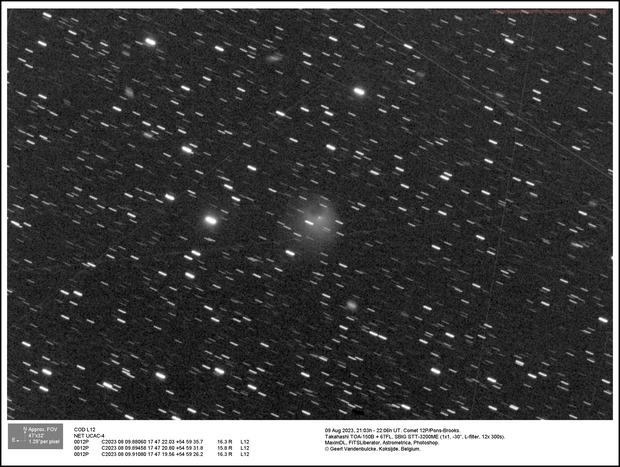 N Approx. FOV
47'x32'
E 1.28"per pixel
COD L12
NET UCAC-4
0012P C2023 08 09.88060 17 47 22.03 +54 59 35.7 16.3 R L12
0012P C2023 08 09.89458 17 47 20.80 +54 59 31.8 15.8 R L12
0012P C2023 08 09.91080 17 47 19.56 +54 59 26.2 16.3 R L12
09 Aug 2023, 21:03h - 22:06h UT. Comet 12P/Pons-Brooks.
Takahashi TOA-150B + 67FL, SBIG STT-3200ME (1x1, -30°, L-filter, 12x 300s).
MaximDL, FITSLiberator, Astrometrica, Photoshop.
© Geert Vandenbulcke, Koksijde, Belgium.